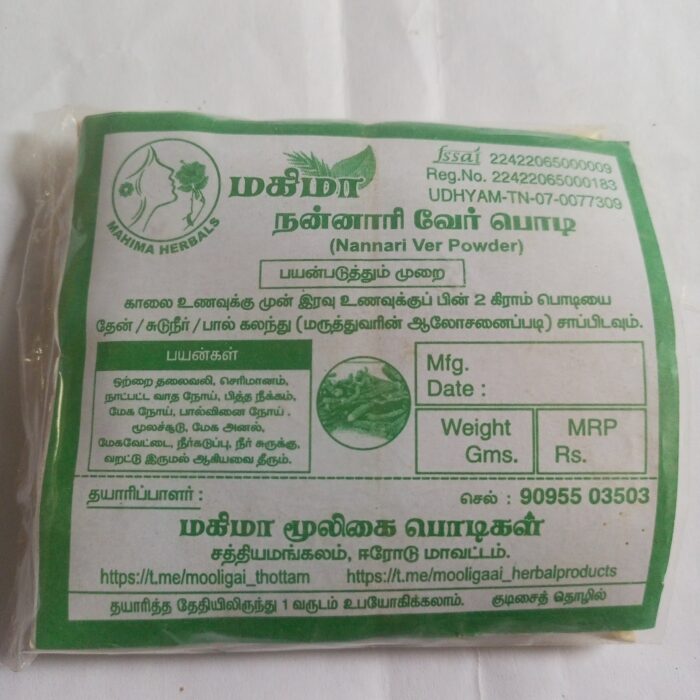 MAHIMA HERBALS
மகிமா
fssai 22422065000009
Reg.No. 22422065000183
UDHYAM-TN-07-0077309
நன்னாரி வேர் பொடி
(Nannari Ver Powder)
பயன்படுத்தும் முறை
காலை உணவுக்கு முன் இரவு உணவுக்குப் பின் 2 கிராம் பொடியை
தேன் / சுடுநீர் / பால் கலந்து (மருத்துவரின் ஆலோசனைப்படி) சாப்பிடவும்.
பயன்கள்
ஒற்றை தலைவலி, செரிமானம்,
நாட்பட்ட வாத நோய், பித்த நீக்கம்,
மேக நோய், பால்வினை நோய் .
மூலச்சூடு, மேக அனல்,
மேகவேட்டை, நீர்கடுப்பு, நீர் சுருக்கு,
வறட்டு இருமல் ஆகியவை தீரும்.
Mfg.
Date :
Weight
Gms.
MRP
Rs.
தயாரிப்பாளர் :
செல் : 90955 03503
மகிமா மூலிகை பொடிகள்
சத்தியமங்கலம், ஈரோடு மாவட்டம்.
https://t.me/mooligai_thottam https://t.me/mooligaai_herbalproducts
தயாரித்த தேதியிலிருந்து 1 வருடம் உபயோகிக்கலாம். குடிசைத் தொழில்